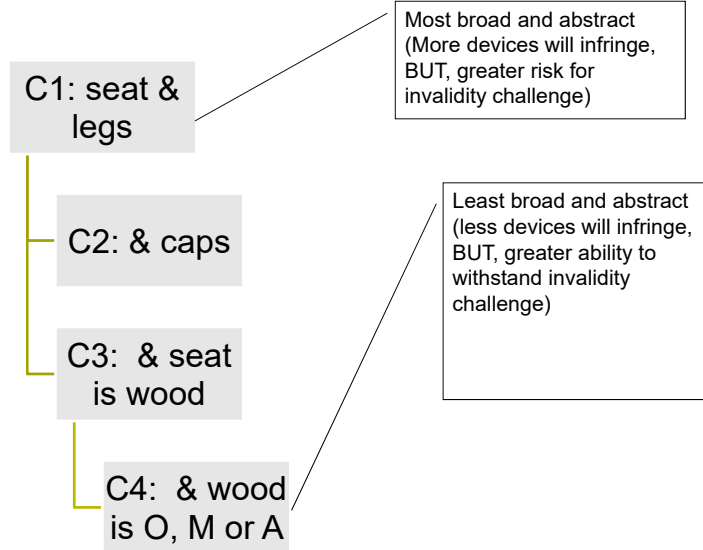 Most broad and abstract
(More devices will infringe,
BUT, greater risk for
invalidity challenge)
C1: seat &
legs
Least broad and abstract
(less devices will infringe,
BUT, greater ability to
withstand invalidity
challenge)
C2: & caps
C3:  & seat
is wood
C4:  & wood
is O, M or A